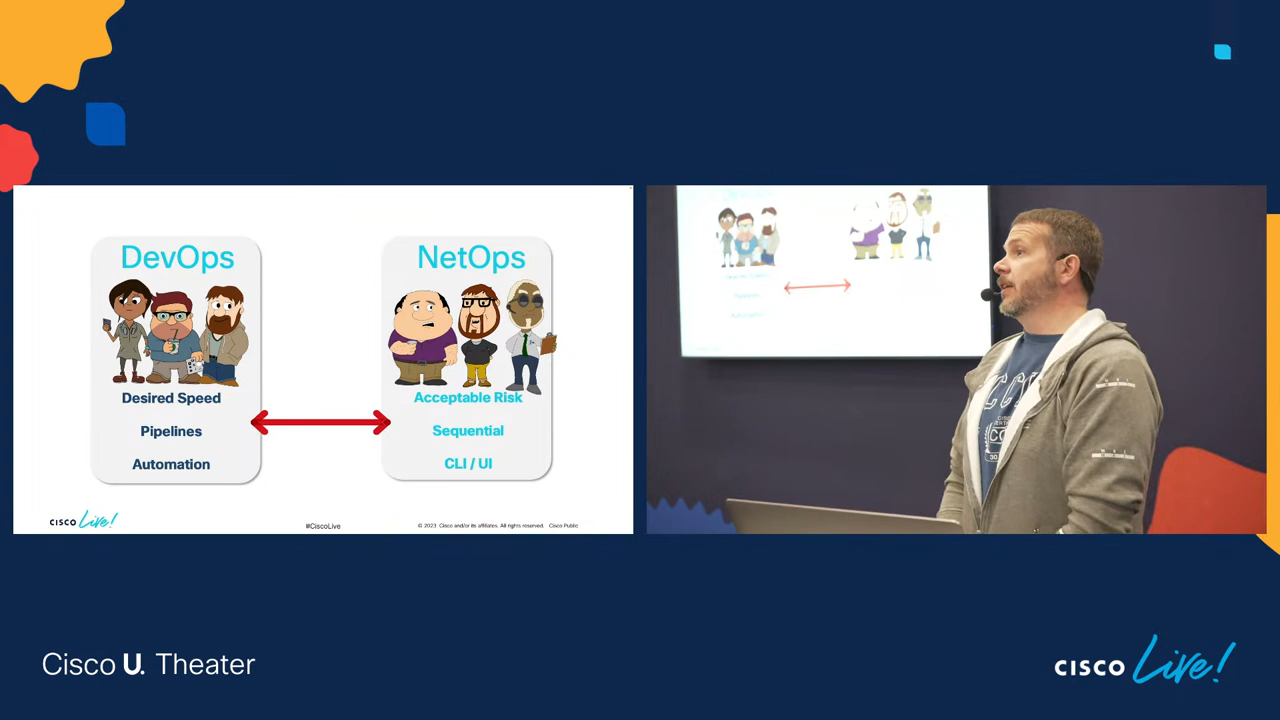 DevOps
Desired Speed
Pipelines
Automation
NetOps
Acceptable Risk
Sequential
CLI / UI
CISCO Live!
#CiscoLive
© 2023 Cisco and/or its affiliates. All rights reserved. Cisco Public
Cisco U. Theater
CISCO Live!